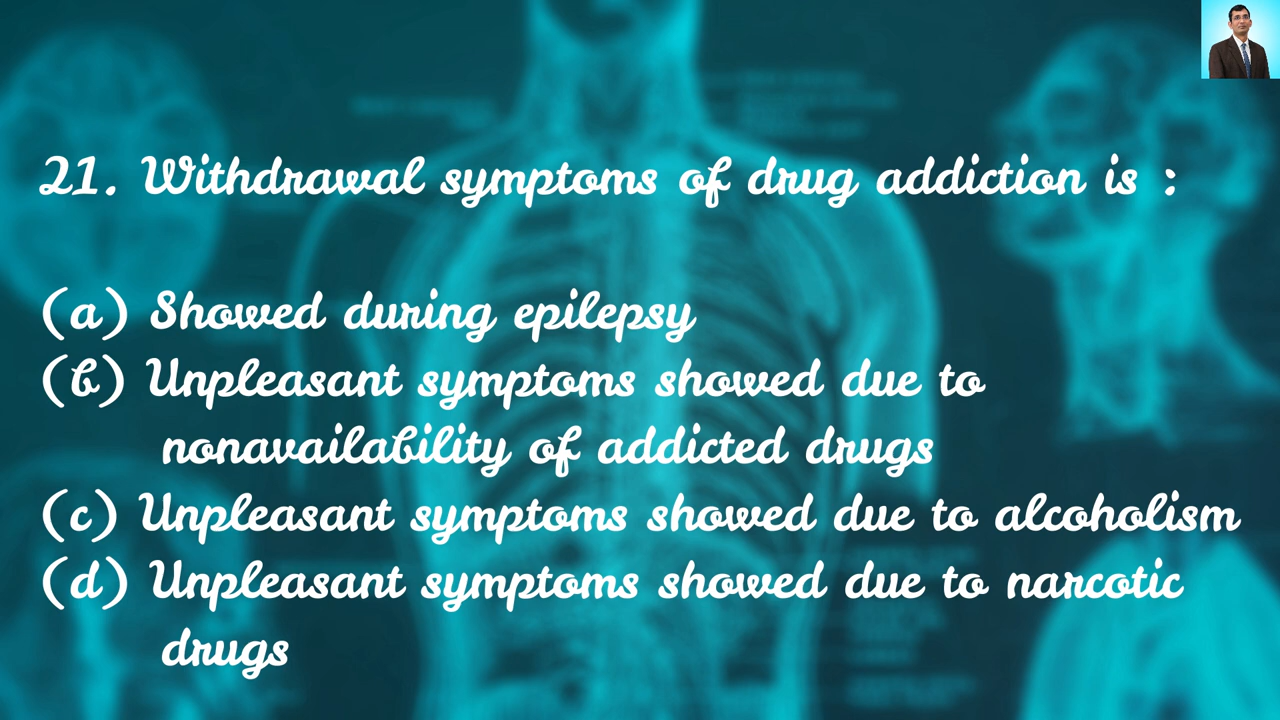 21. Withdrawal symptoms of drug addiction is :
(a) Showed during epilepsy
(b) Unpleasant symptoms showed due to
nonavailability of addicted drugs
(c) Unpleasant symptoms showed due to alcoholism
(d) Unpleasant symptoms showed due to narcotic
drugs